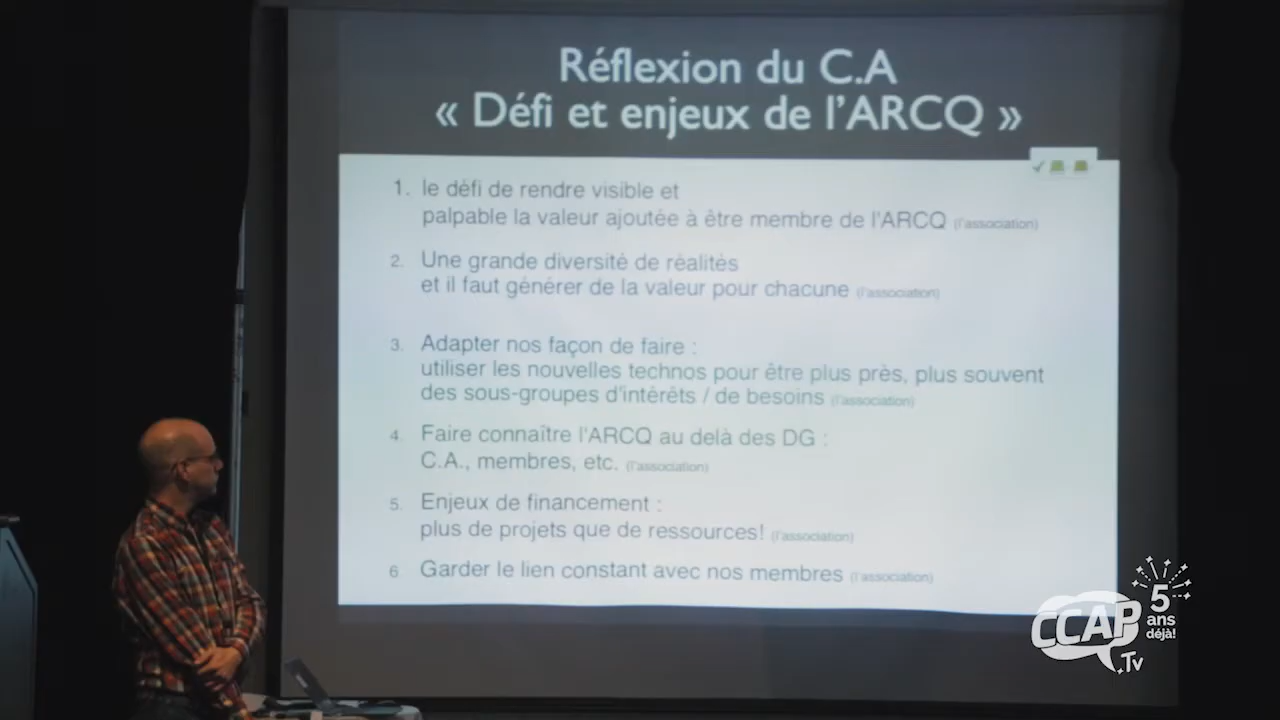 Réflexion du C.A
« Défi et enjeux de l'ARCQ »
1. le défi de rendre visible et
palpable la valeur ajoutée à être membre de l'ARCQ (l'association)
2. Une grande diversité de réalités
et il faut générer de la valeur pour chacune (l'association)
3. Adapter nos façon de faire :
utiliser les nouvelles technos pour être plus près, plus souvent
des sous-groupes d'intérêts / de besoins (l'association)
4. Faire connaître l'ARCQ au delà des DG :
C.A., membres, etc. (l'association)
5. Enjeux de financement :
plus de projets que de ressources! (l'association)
6 Garder le lien constant avec nos membres (l'association)
CCAP.Tv
5
ans
déjà!